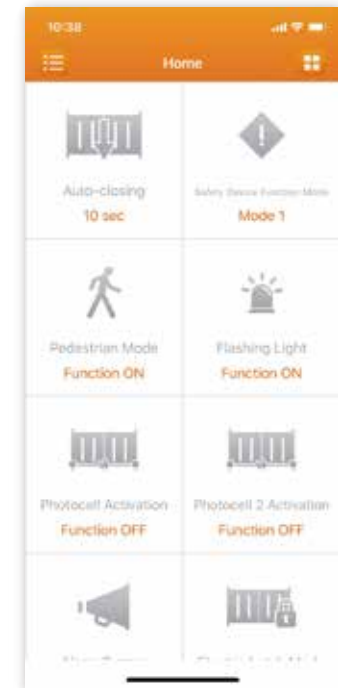 10:38
Home
Auto-closing
10 sec
Safety Device Function Mode
Mode 1
Pedestrian Mode
Function ON
Flashing Light
Function ON
Photocell Activation
Function OFF
Photocell 2 Activation
Function OFF